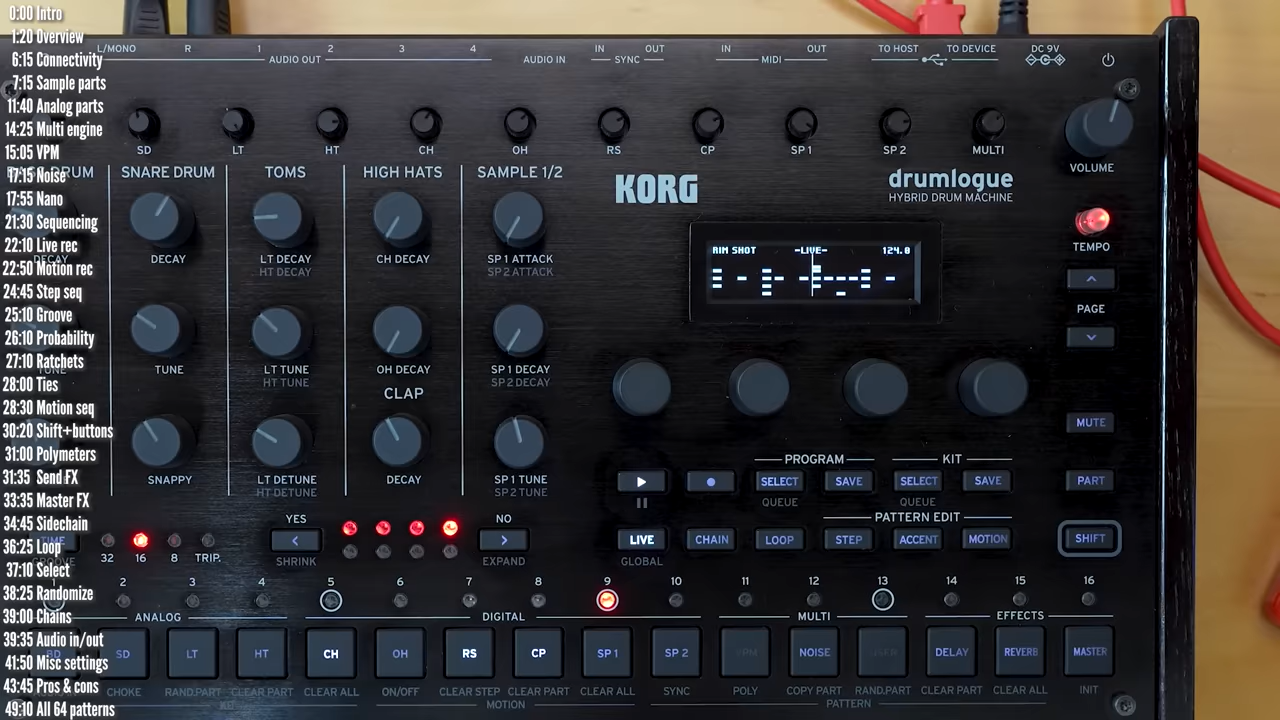 0:00 Intro
1:20 Overview
6:15 Connectivity
7:15 Sample parts
11:40 Analog parts
14:25 Multi engine
15:05 VPM
17:15 Noise
17:55 Nano
21:30 Sequencing
22:10 Live rec
22:50 Motion rec
24:45 Step seq
25:10 Groove
26:10 Probability
27:10 Ratchets
28:00 Ties
28:30 Motion seq
30:20 Shift+buttons
31:00 Polymeters
31:35 Send FX
33:35 Master FX
34:45 Sidechain
36:25 Loop
37:10 Select
38:25 Randomize
39:00 Chains
39:35 Audio in/out
41:50 Misc settings
43:45 Pros & cons
49:10 All 64 patterns
L/MONO R 1 2 3 4 IN OUT IN OUT TO HOST TO DEVICE DC 9V
AUDIO OUT AUDIO IN SYNC MIDI
SD LT HT CH OH RS CP SP 1 SP 2 MULTI
VOLUME
DRUM SNARE DRUM TOMS HIGH HATS SAMPLE 1/2
KORG
drumlogue
HYBRID DRUM MACHINE
TEMPO
RIM SHOT -LIVE- 124.0
DECAY DECAY LT DECAY CH DECAY SP 1 ATTACK
HT DECAY SP 2 ATTACK
PAGE
TUNE TUNE LT TUNE OH DECAY SP 1 DECAY
HT TUNE SP 2 DECAY
CLAP
MUTE
SNAPPY LT DETUNE DECAY SP 1 TUNE
HT DETUNE SP 2 TUNE
PROGRAM KIT
SELECT SAVE SELECT SAVE PART
QUEUE QUEUE
PATTERN EDIT
YES NO
TIME < > LIVE CHAIN LOOP STEP ACCENT MOTION SHIFT
32 16 8 TRIP. SHRINK EXPAND GLOBAL
1 2 3 4 5 6 7 8 9 10 11 12 13 14 15 16
ANALOG DIGITAL MULTI EFFECTS
BD SD LT HT CH OH RS CP SP 1 SP 2 VPM NOISE USER DELAY REVERB MASTER
CHOKE RAND.PART CLEAR PART CLEAR ALL ON/OFF CLEAR STEP CLEAR PART CLEAR ALL SYNC POLY COPY PART RAND.PART CLEAR PART CLEAR ALL INIT
MOTION PATTERN